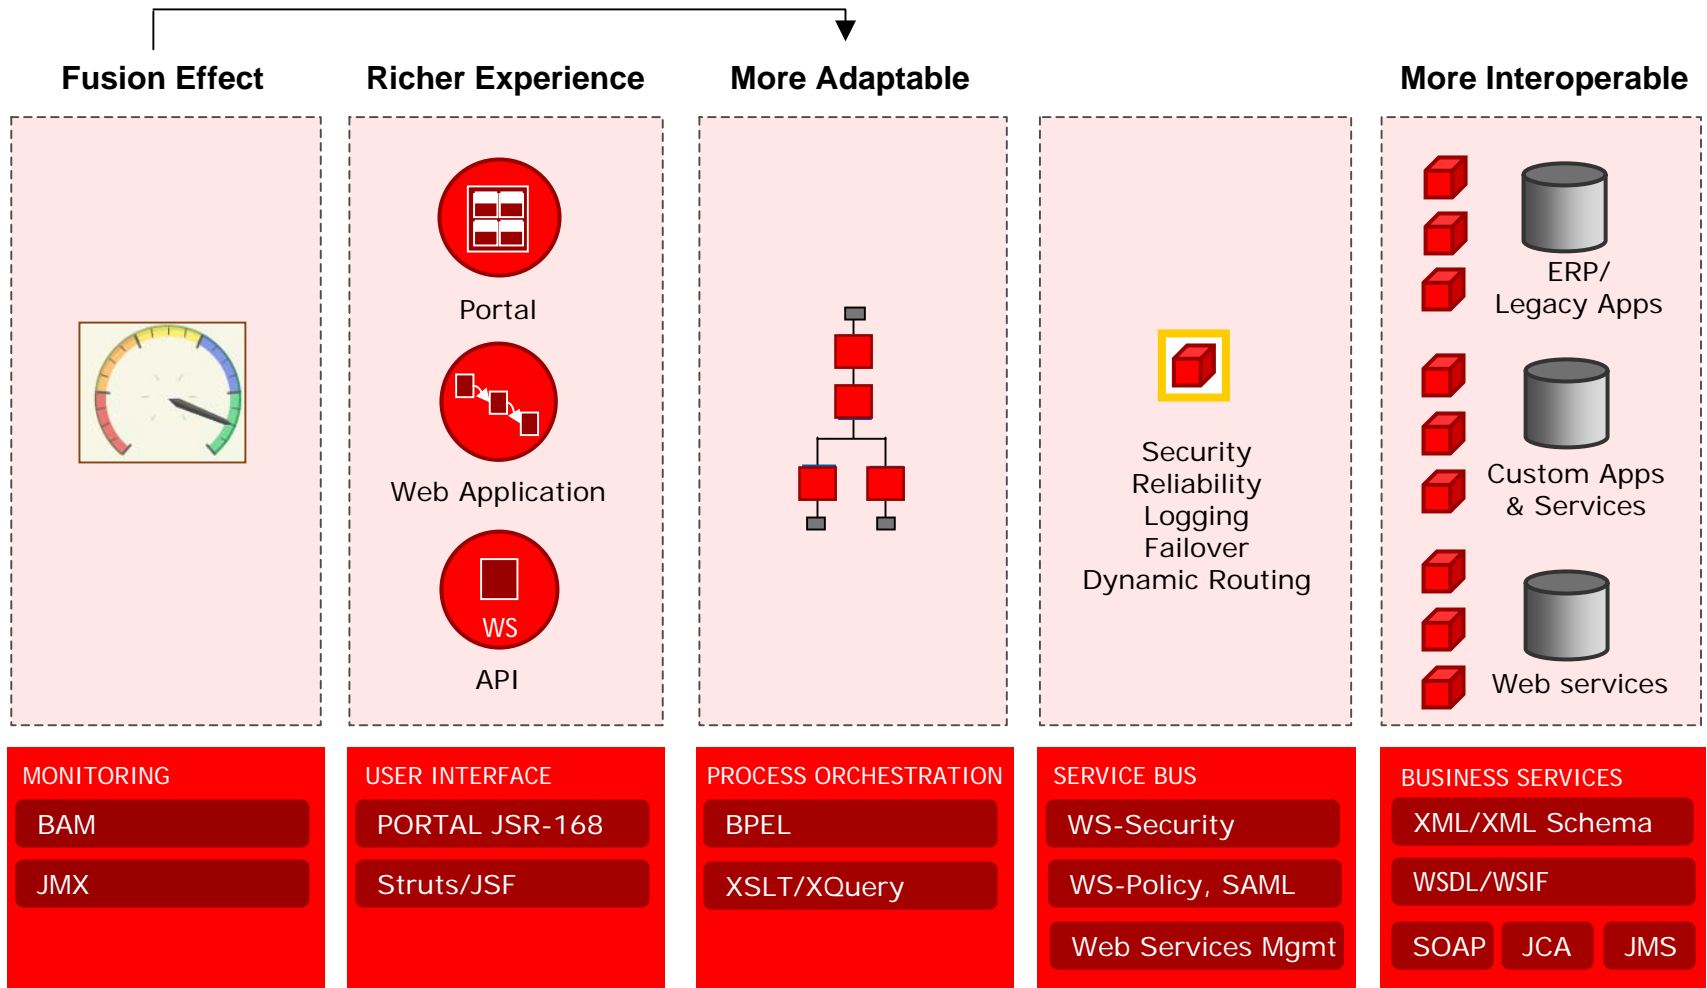 Fusion Effect
Richer Experience
More Adaptable
More Interoperable
Portal
Web Application
WS
API
Security
Reliability
Logging
Failover
Dynamic Routing
ERP/
Legacy Apps
Custom Apps
& Services
Web services
MONITORING
BAM
JMX
USER INTERFACE
PORTAL JSR-168
Struts/JSF
PROCESS ORCHESTRATION
BPEL
XSLT/XQuery
SERVICE BUS
WS-Security
WS-Policy, SAML
Web Services Mgmt
BUSINESS SERVICES
XML/XML Schema
WSDL/WSIF
SOAP JCA JMS